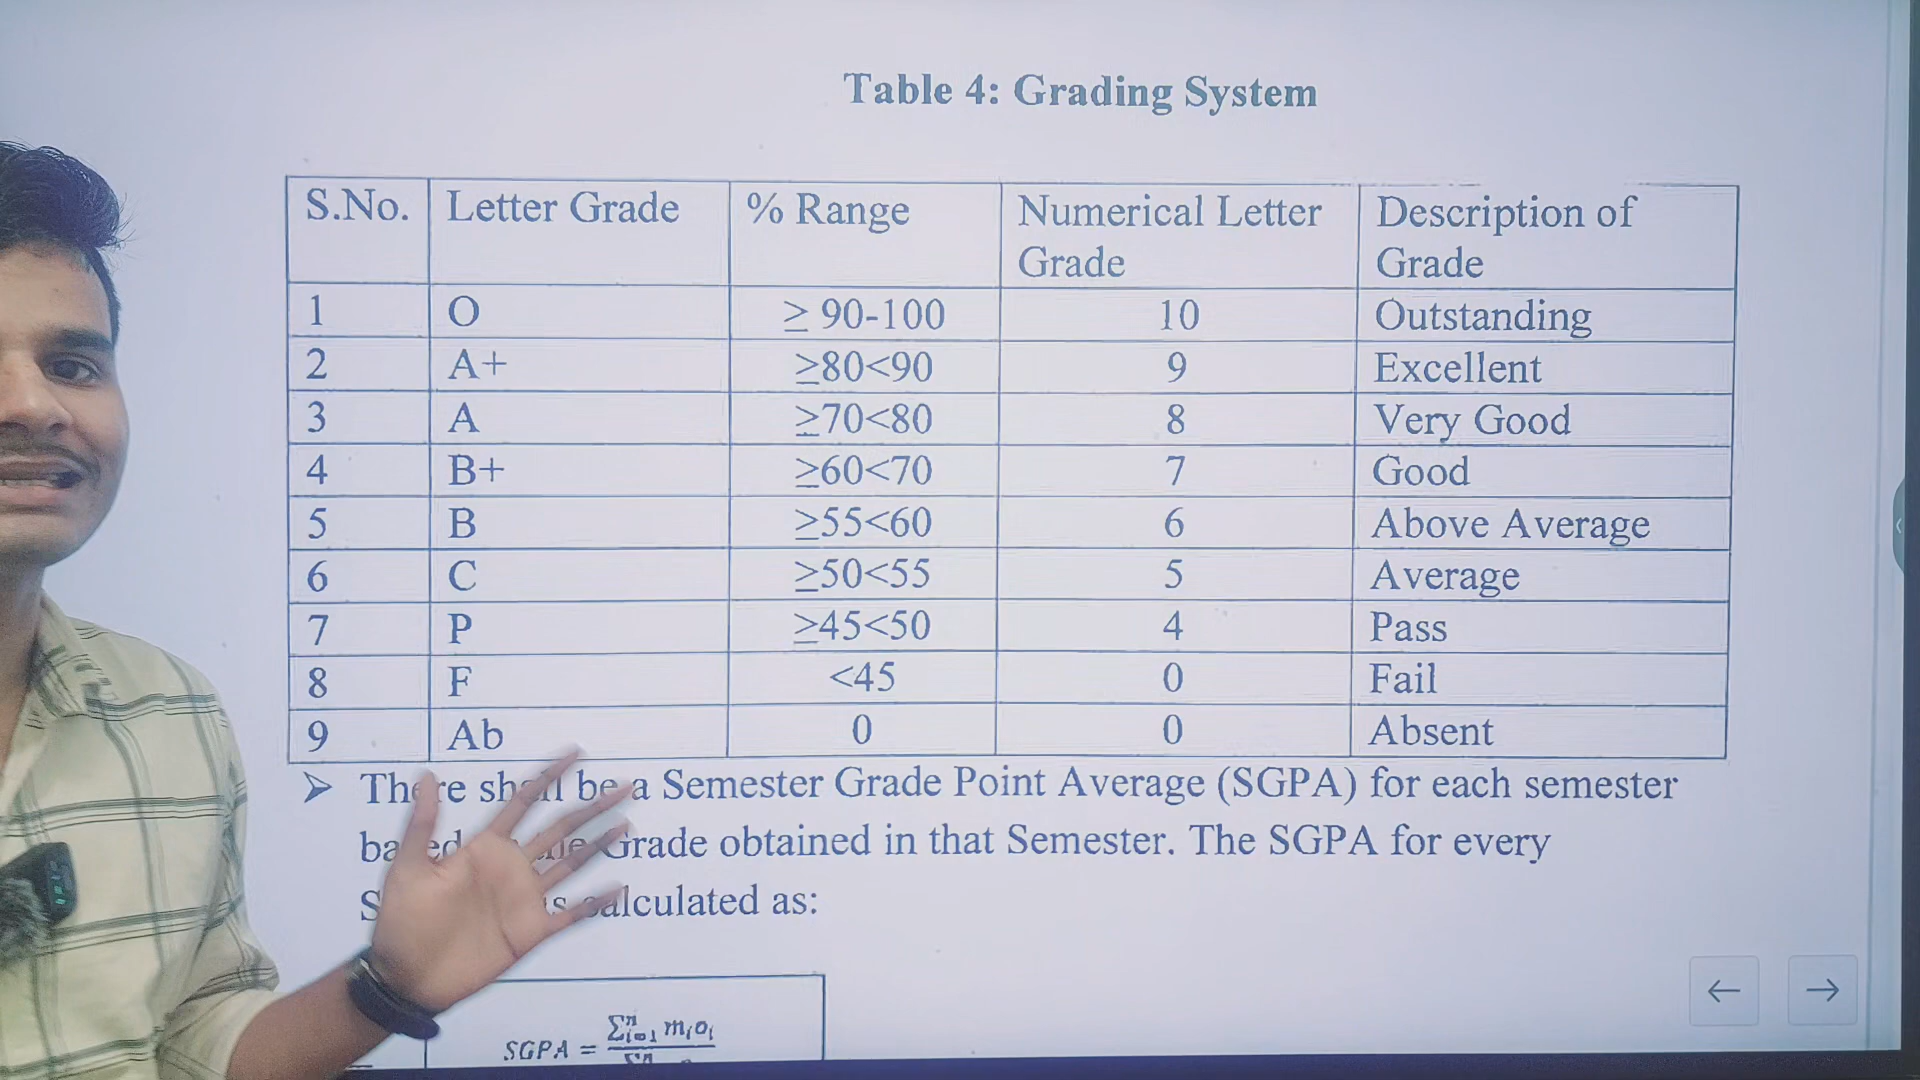 Table 4: Grading System
S.No. Letter Grade % Range Numerical Letter Grade Description of Grade
1 O ≥ 90-100 10 Outstanding
2 A+ ≥80<90 9 Excellent
3 A ≥70<80 8 Very Good
4 B+ ≥60<70 7 Good
5 B ≥55<60 6 Above Average
6 C ≥50<55 5 Average
7 P ≥45<50 4 Pass
8 F <45 0 Fail
9 Ab 0 0 Absent
➤ There shall be a Semester Grade Point Average (SGPA) for each semester
Grade obtained in that Semester. The SGPA for every
calculated as:
SGPA =